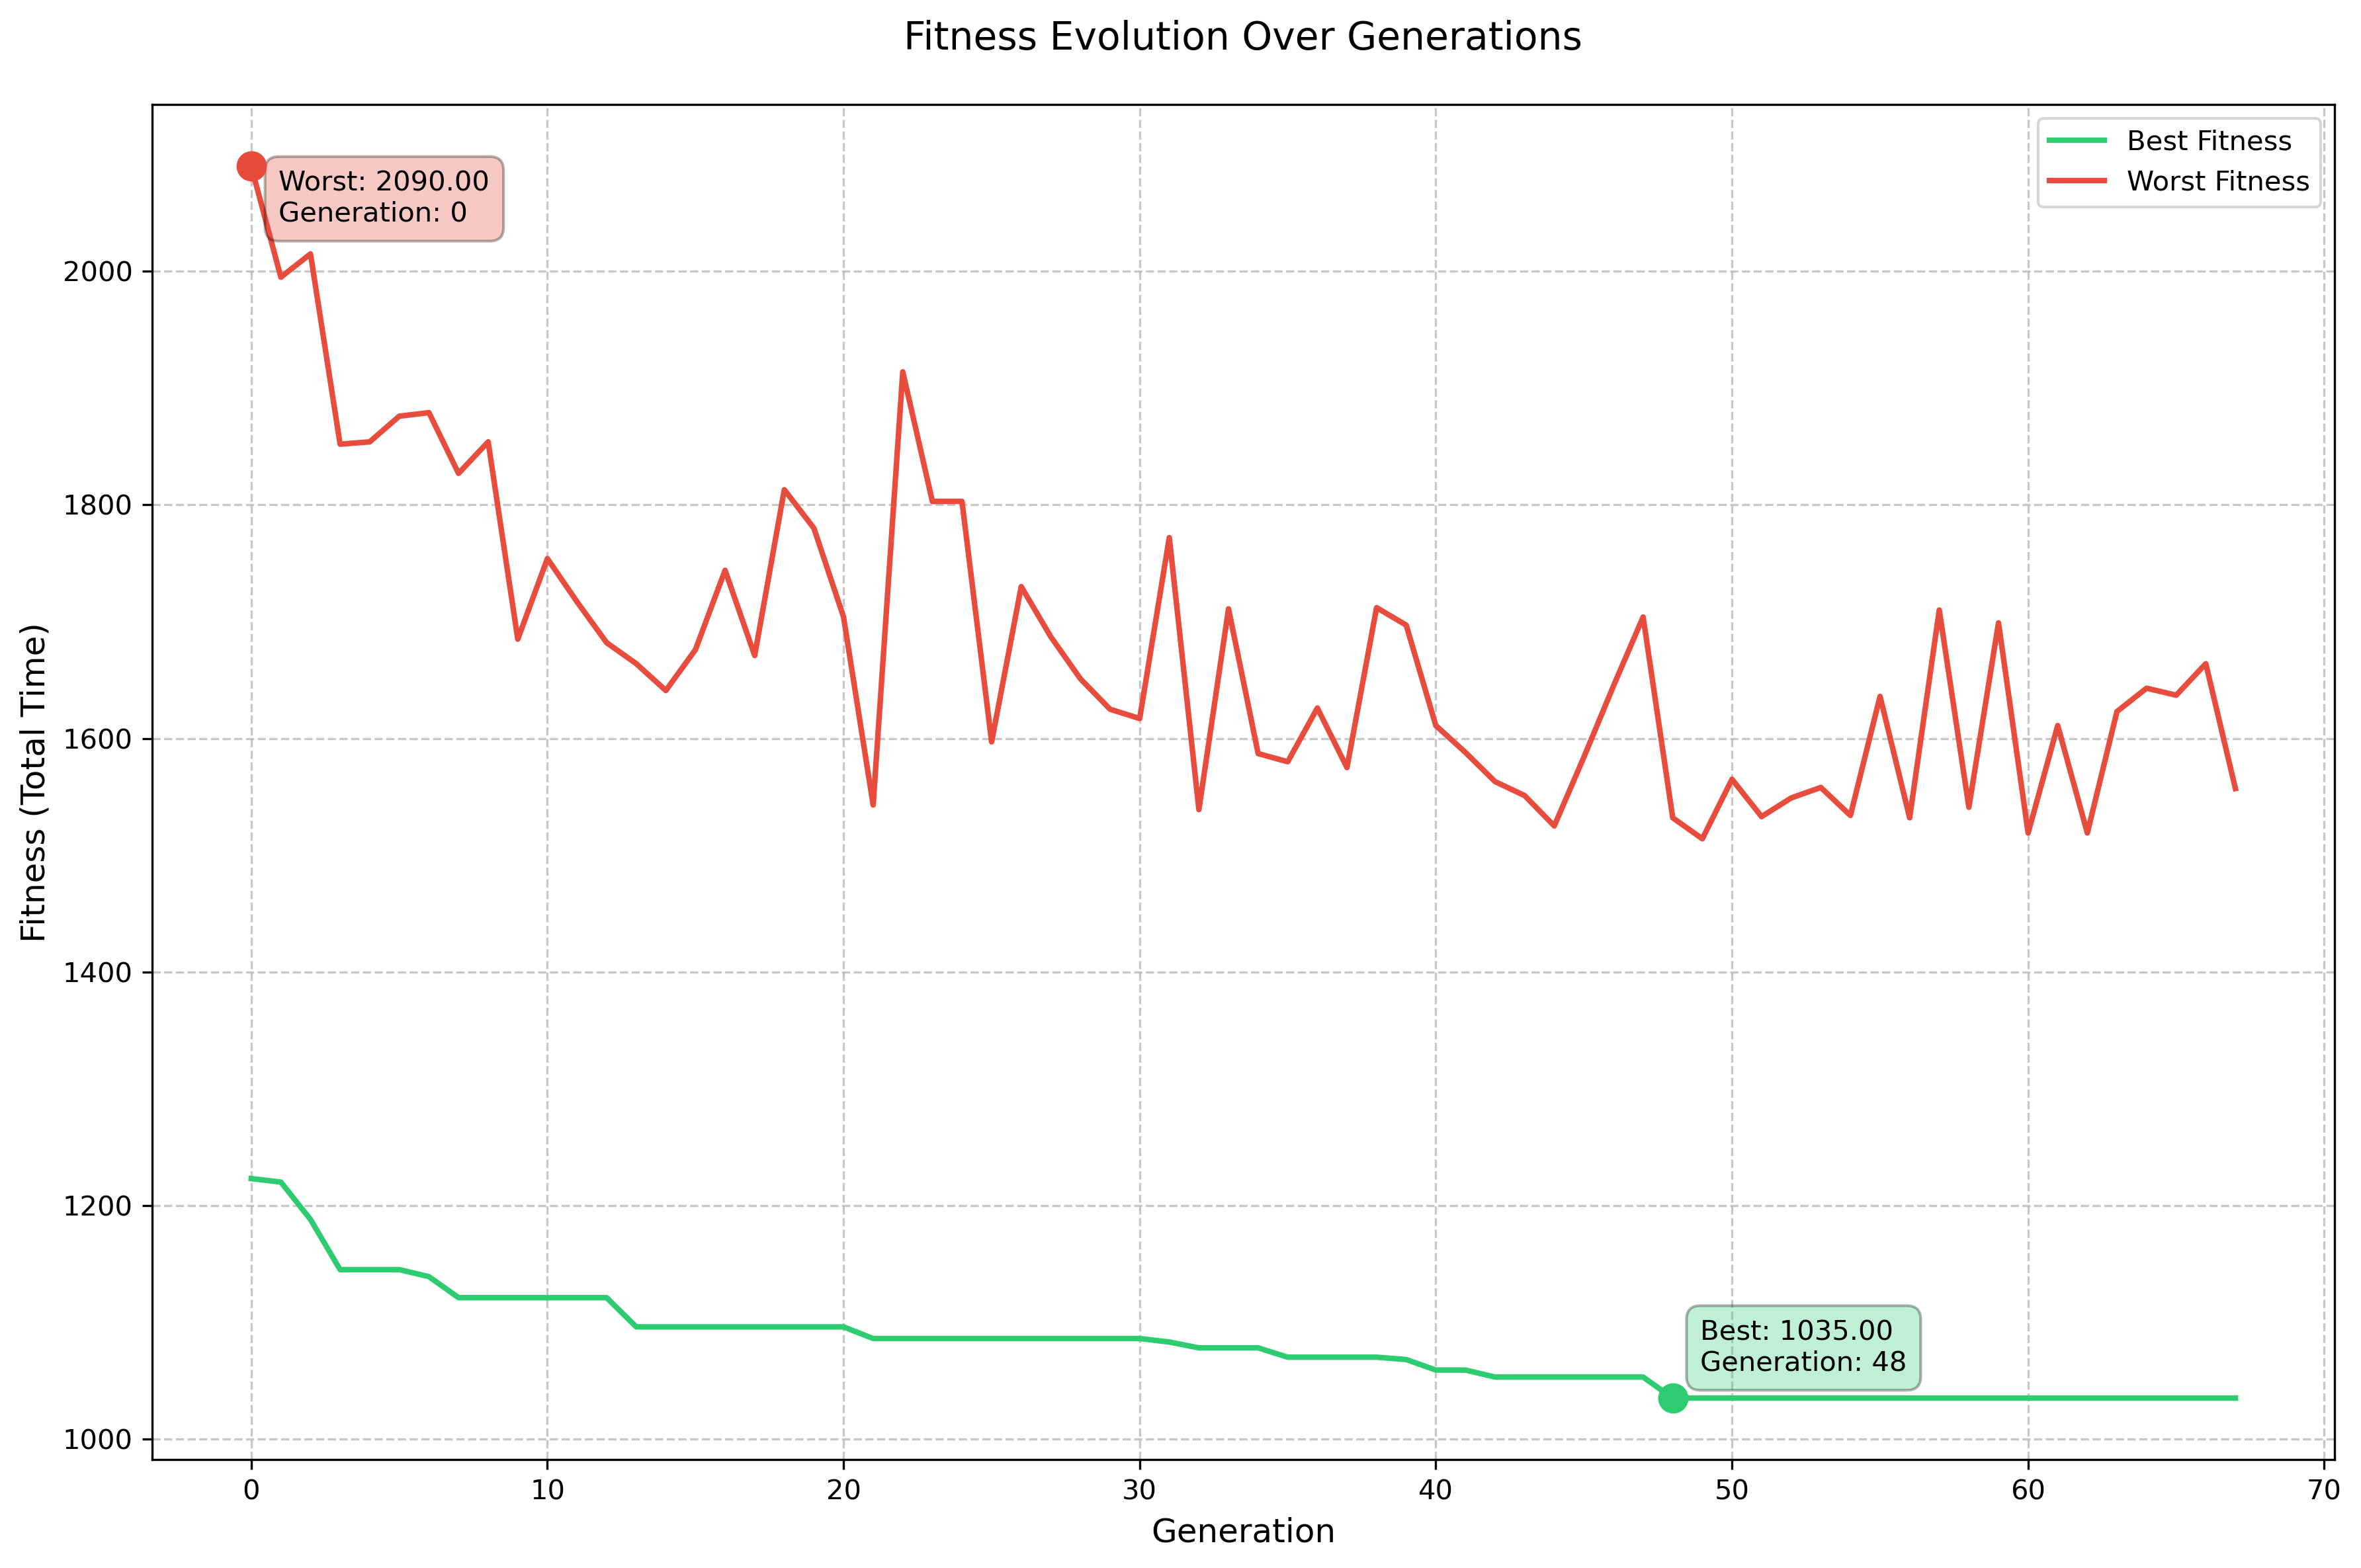 Fitness Evolution Over Generations
Best Fitness
Worst Fitness
Worst: 2090.00
Generation: 0
Best: 1035.00
Generation: 48
Fitness (Total Time)
2000
1800
1600
1400
1200
1000
0 10 20 30 40 50 60 70
Generation